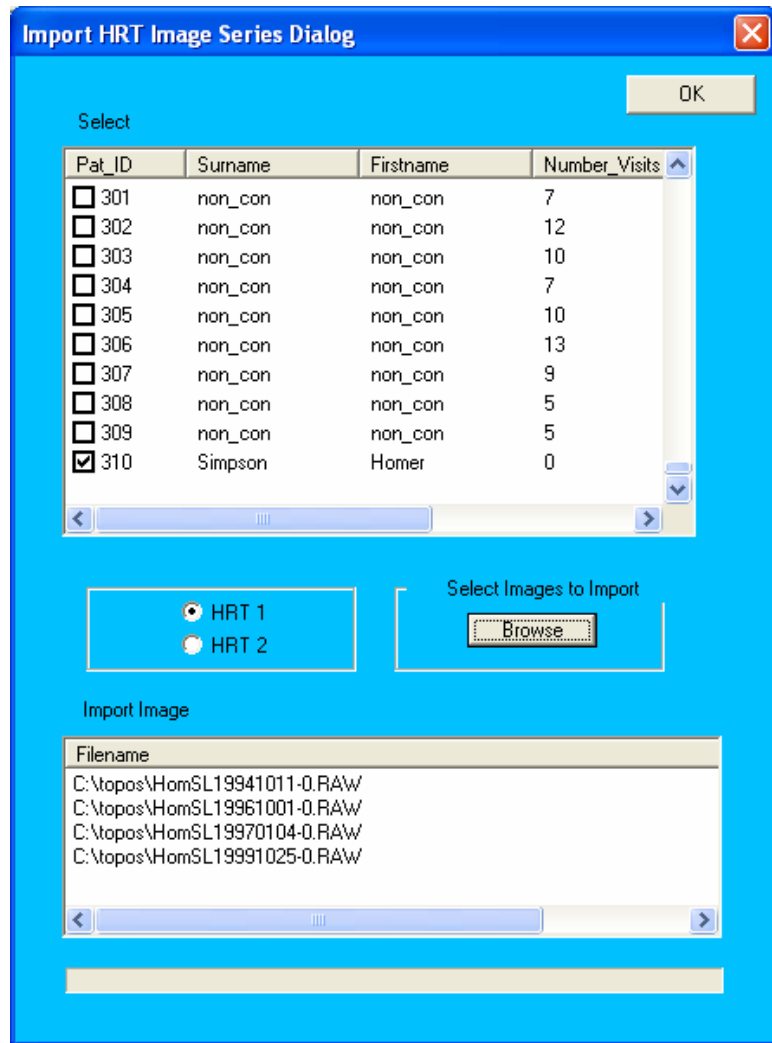 Import HRT Image Series Dialog
OK
Select
Pat_ID Surname Firstname Number_Visits
301 non_con non_con 7
302 non_con non_con 12
303 non_con non_con 10
304 non_con non_con 7
305 non_con non_con 10
306 non_con non_con 13
307 non_con non_con 9
308 non_con non_con 5
309 non_con non_con 5
310 Simpson Homer 0
HRT 1
HRT 2
Select Images to Import
Browse
Import Image
Filename
C:\topos\HomSL19941011-0.RAW
C:\topos\HomSL19961001-0.RAW
C:\topos\HomSL19970104-0.RAW
C:\topos\HomSL19991025-0.RAW